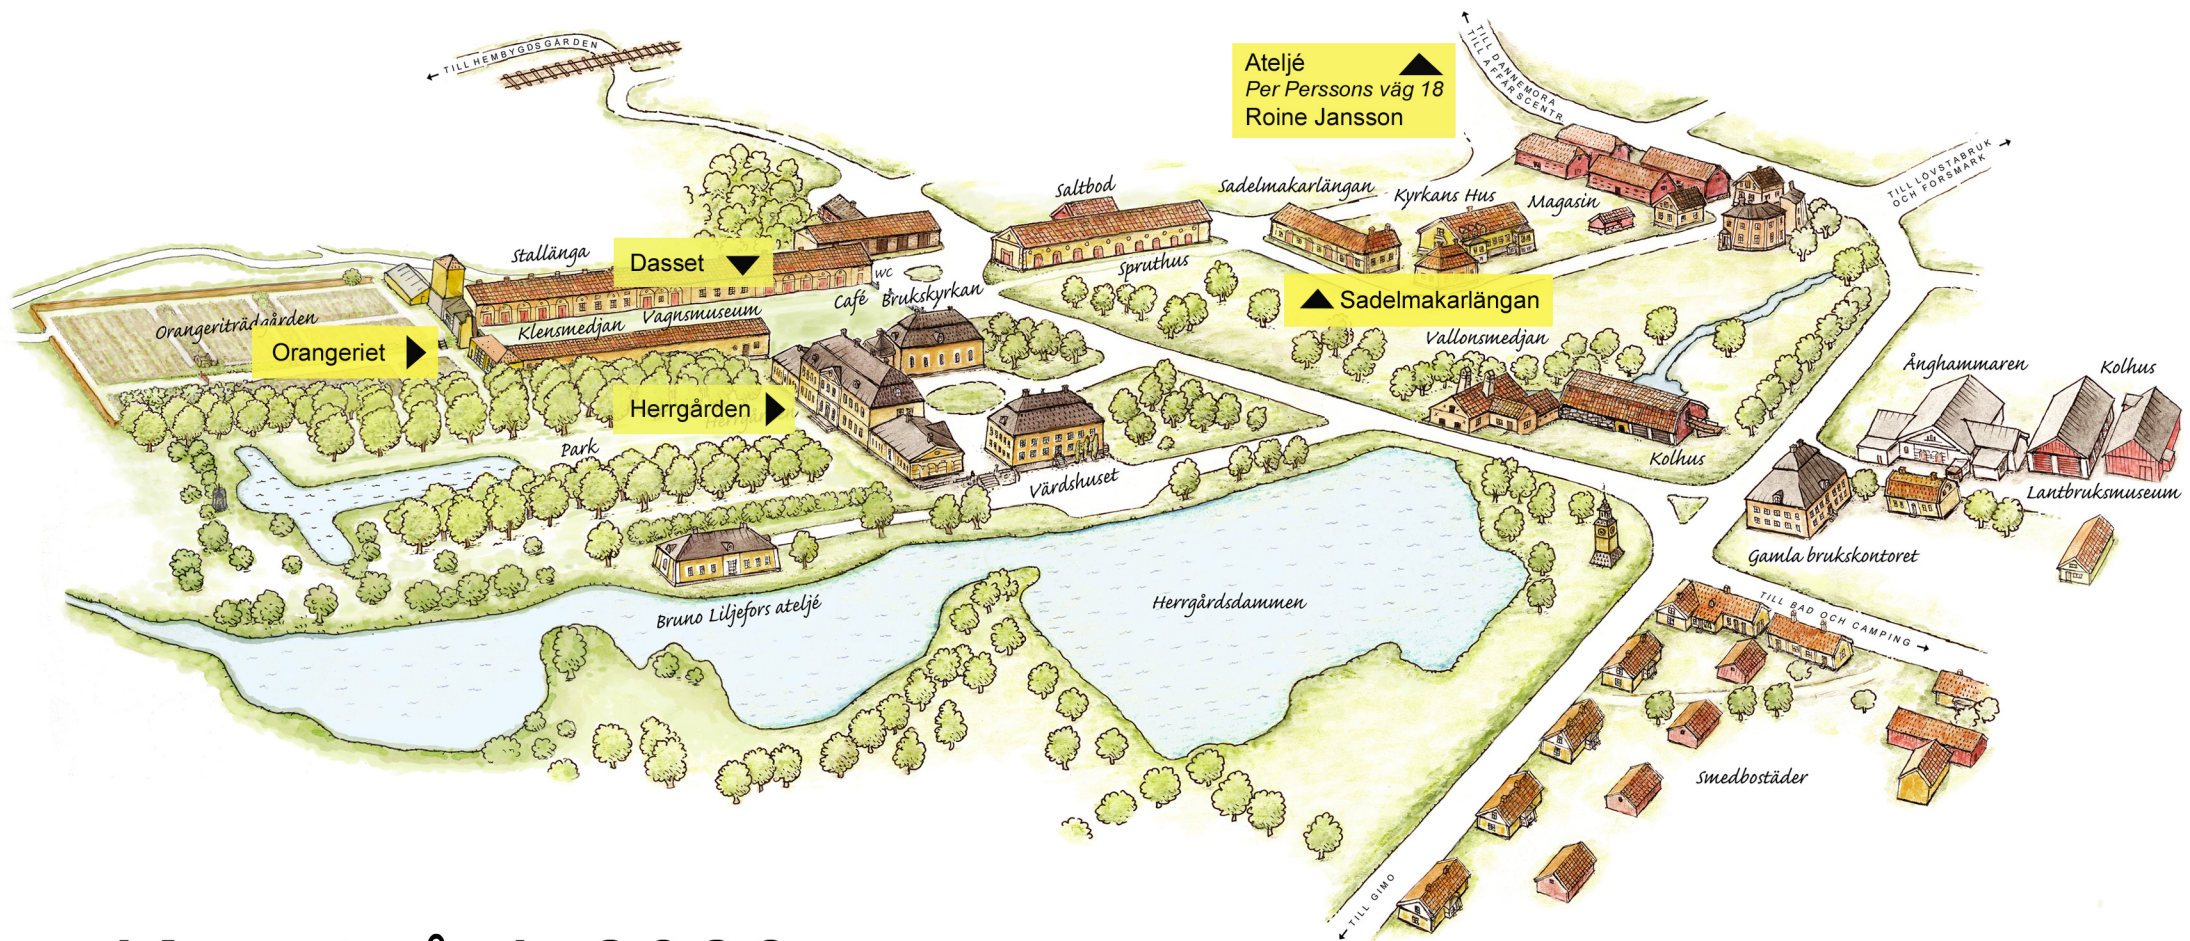 ← TILL HEMBYGDSGÅRDEN
TILL DANNEMORA
TILL AFFÄRSCENTR.
Ateljé
Per Perssons väg 18
Roine Jansson
TILL LÖVSTABRUK
OCH FORSMARK
Saltbod
Sadelmakarlängan
Kyrkans Hus
Magasin
Stallänga
Dasset
WC
Spruthus
Café
Brukskyrkan
Sadelmakarlängan
Orangeriträdgården
Klensmedjan
Vagnsmuseum
Orangeriet
Vallonsmedjan
Ånghammaren
Kolhus
Herrgården
Park
Värdshuset
Kolhus
Lantbruksmuseum
Gamla brukskontoret
Bruno Liljefors ateljé
Herrgårdsdammen
TILL BAD OCH CAMPING →
Smedbostäder
← TILL GIMO